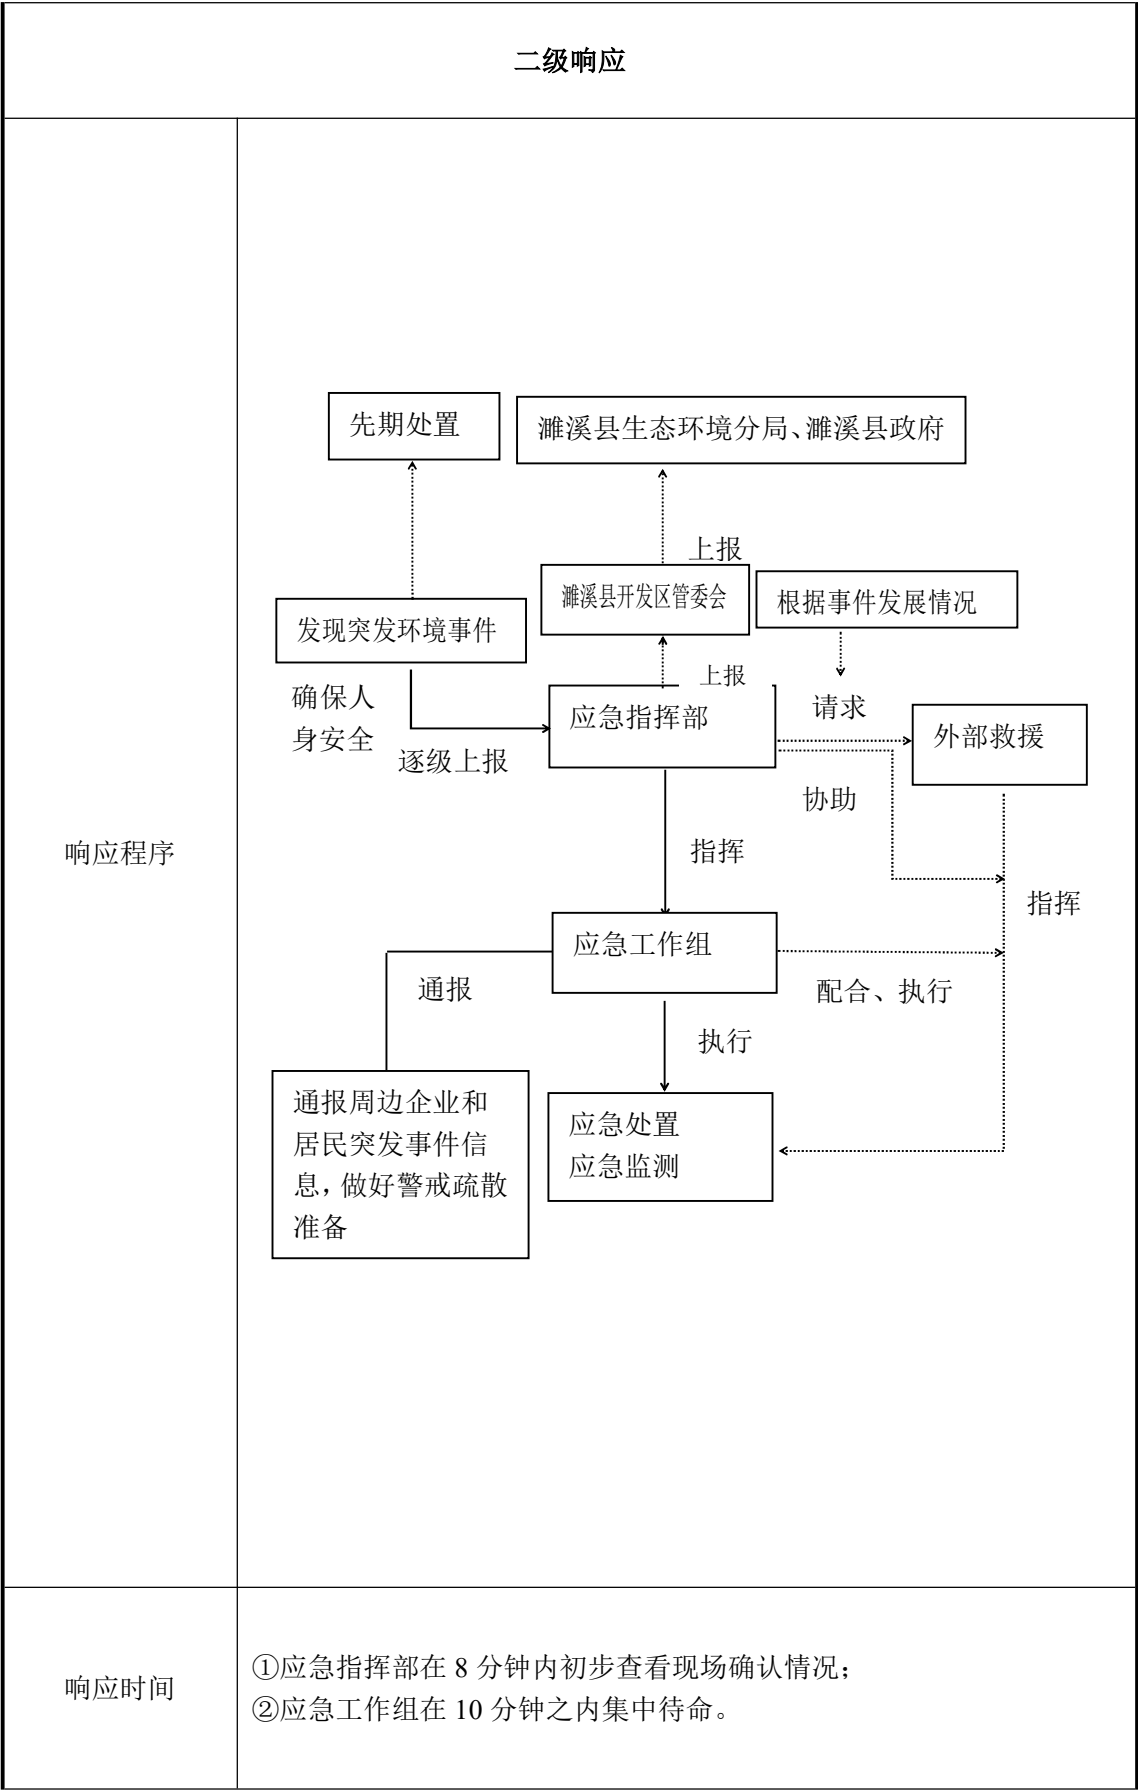 二级响应
先期处置
濉溪县生态环境分局、濉溪县政府
上报
濉溪县开发区管委会
根据事件发展情况
发现突发环境事件
上报
确保人
身安全
逐级上报
应急指挥部
请求
外部救援
协助
响应程序
指挥
指挥
应急工作组
通报
配合、执行
执行
通报周边企业和
居民突发事件信
息，做好警戒疏散
准备
应急处置
应急监测
响应时间
①应急指挥部在 8 分钟内初步查看现场确认情况；
②应急工作组在 10 分钟之内集中待命。